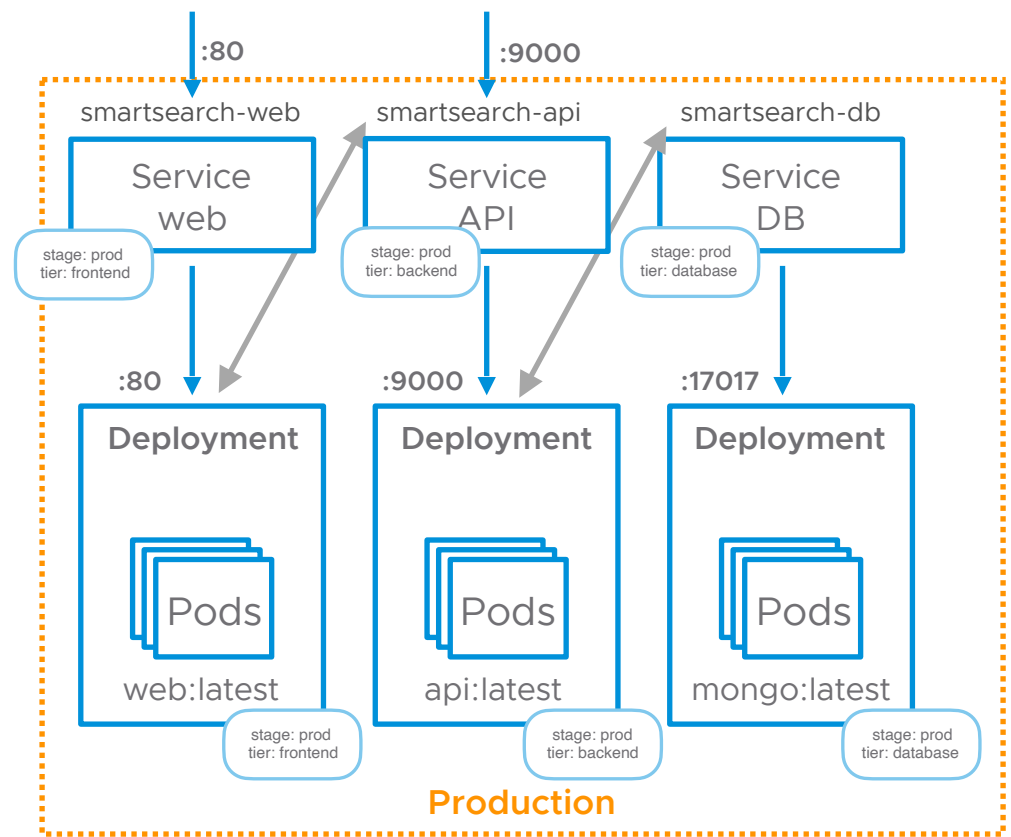 :80
:9000
smartsearch-web
smartsearch-api
smartsearch-db
Service
web
Service
API
Service
DB
stage: prod
tier: frontend
stage: prod
tier: backend
stage: prod
tier: database
:80
:9000
:17017
Deployment
Deployment
Deployment
Pods
Pods
Pods
web:latest
api:latest
mongo:latest
stage: prod
tier: frontend
stage: prod
tier: backend
stage: prod
tier: database
Production